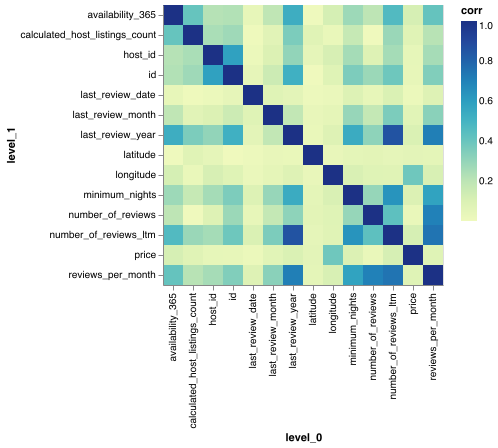 corr
availability_365
calculated_host_listings_count
host_id
id
last_review_date
last_review_month
last_review_year
latitude
longitude
minimum_nights
number_of_reviews
number_of_reviews_ltm
price
reviews_per_month
level_1
1.0
0.8
0.6
0.4
0.2
availability_365
calculated_host_listings_count
host_id
id
last_review_date
last_review_month
last_review_year
latitude
longitude
minimum_nights
number_of_reviews
number_of_reviews_ltm
price
reviews_per_month
level_0